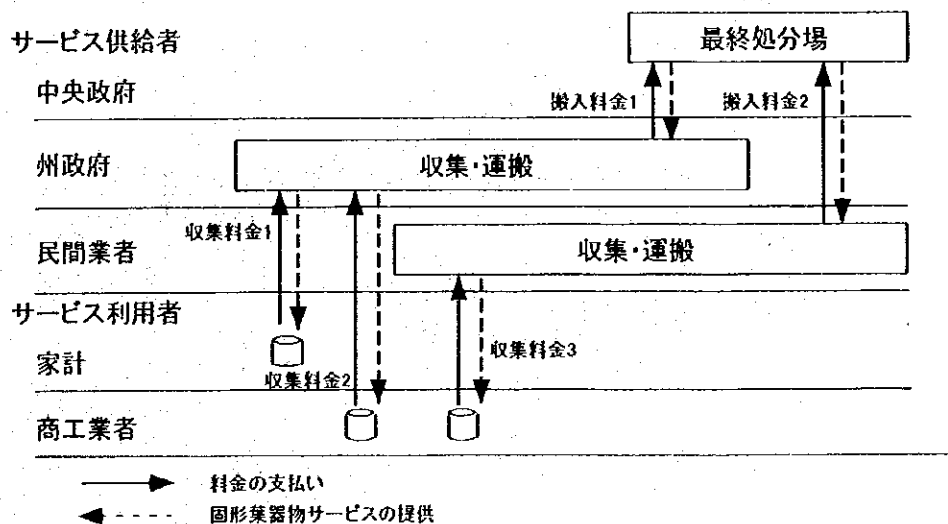 サービス供給者
最終処分場
中央政府
搬入料金1
搬入料金2
州政府
収集・運搬
収集料金1
民間業者
収集・運搬
サービス利用者
家計
収集料金2
収集料金3
商工業者
料金の支払い
固形葉器物サービスの提供